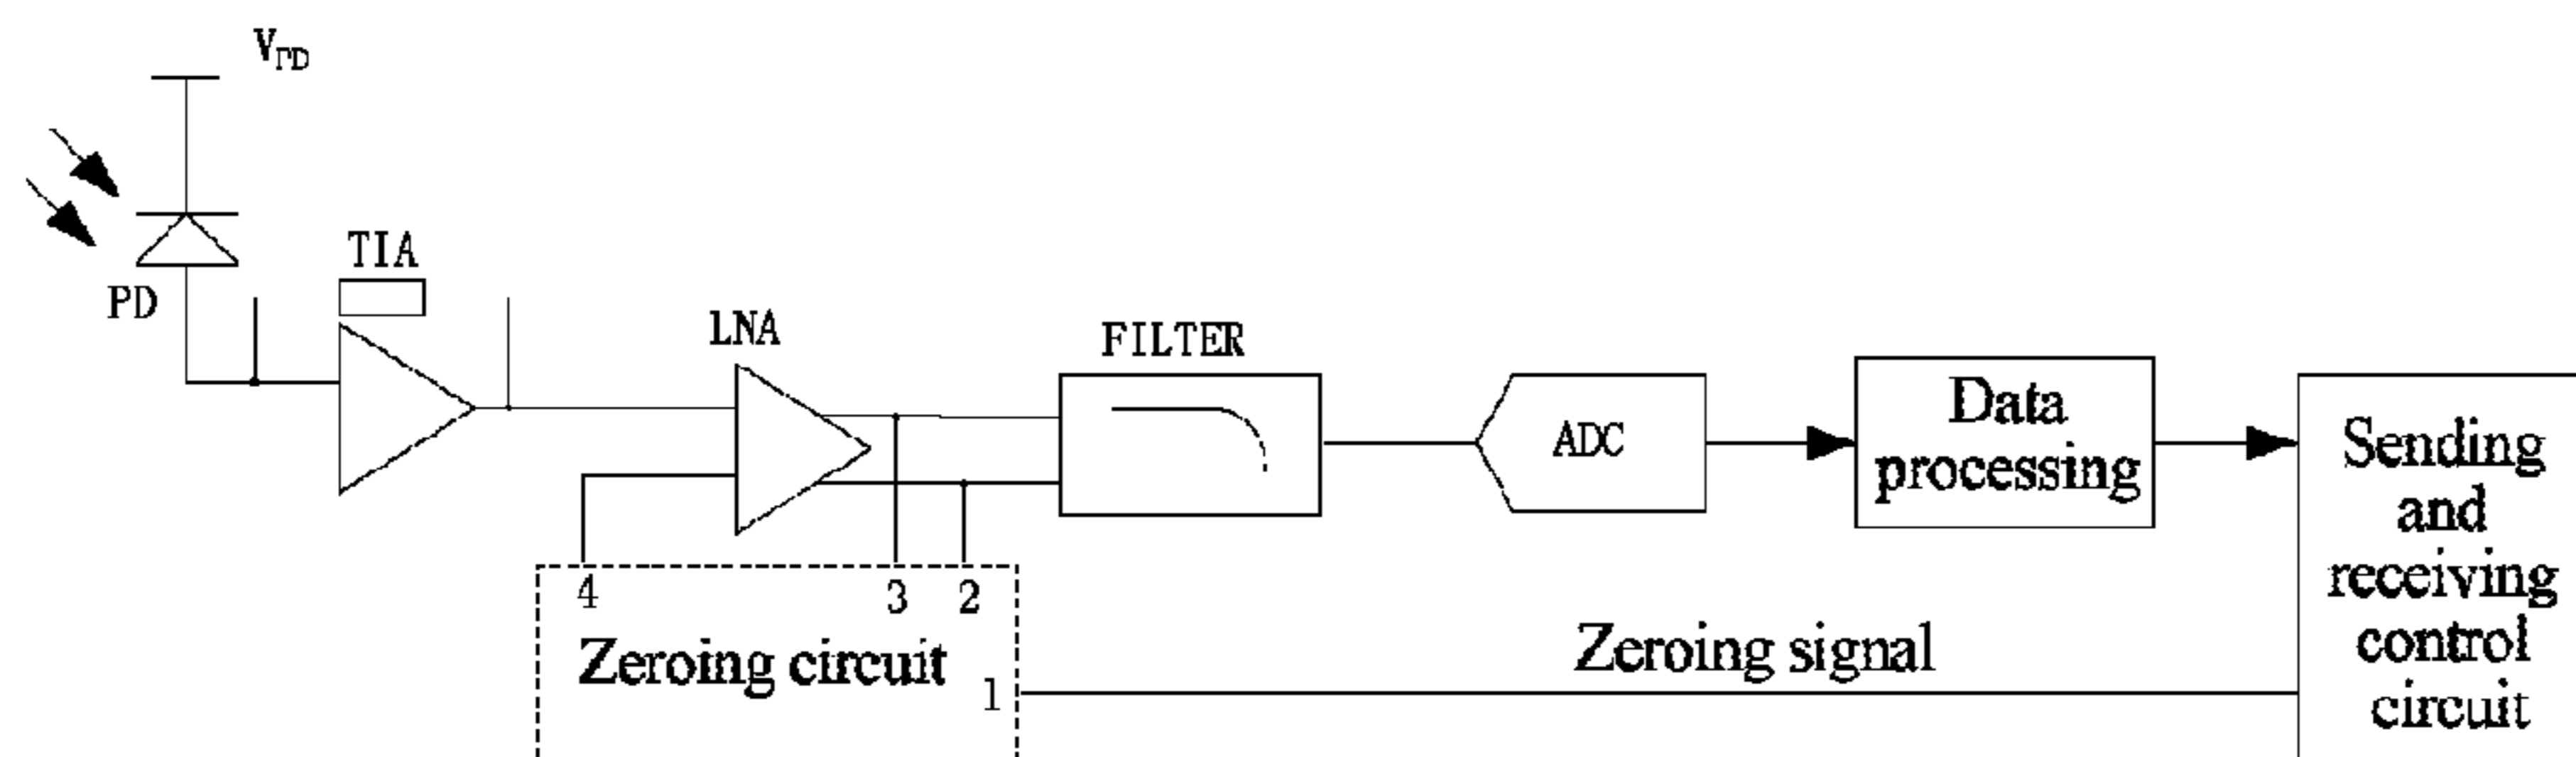 V_PD
TIA
PD
LNA
FILTER
ADC
Data
processing
Sending
and
receiving
control
circuit
4
3
2
Zeroing circuit
1
Zeroing signal